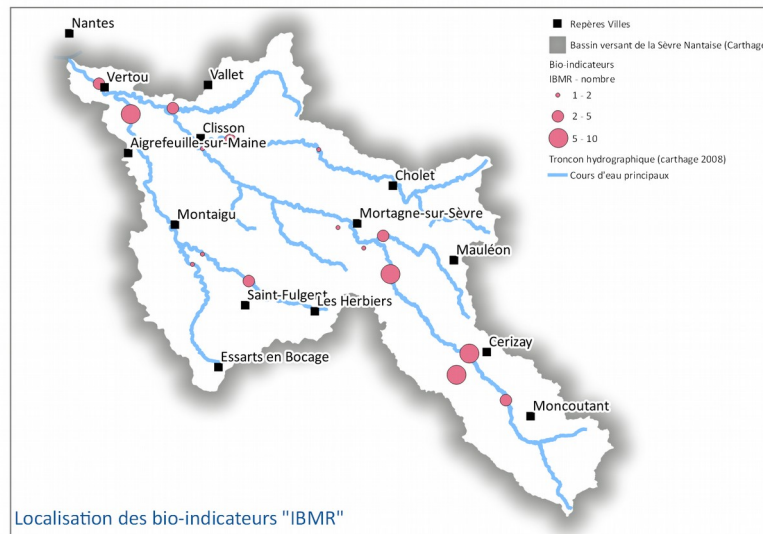 Nantes
Vertou
Vallet
Clisson
Aigrefeuille-sur-Maine
Cholet
Montaigu
Mortagne-sur-Sèvre
Mauléon
Saint-Fulgent
Les Herbiers
Essarts en Bocage
Cerizay
Moncoutant
Repères Villes
Bassin versant de la Sèvre Nantaise (Carthage
Bio-indicateurs
IBMR - nombre
1 - 2
2 - 5
5 - 10
Troncon hydrographique (carthage 2008)
Cours d'eau principaux
Localisation des bio-indicateurs "IBMR"